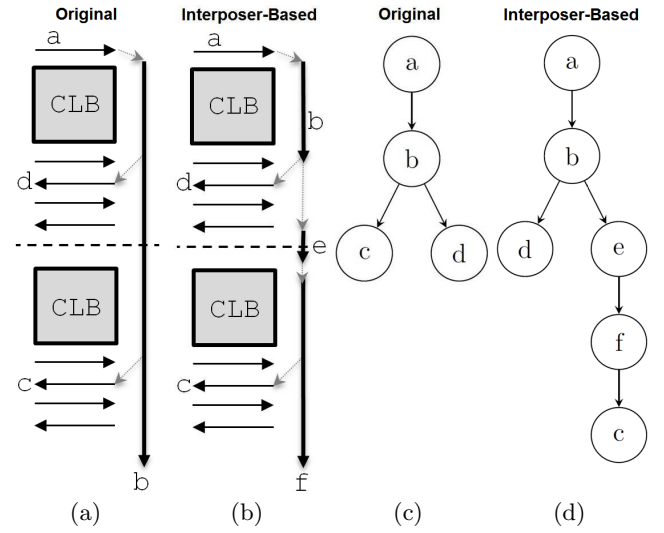 Original Interposer-Based Original Interposer-Based
a a a a
CLB CLB
b
b b
d d
c d d e
e
CLB CLB
f
c c
c
b f
(a) (b) (c) (d)